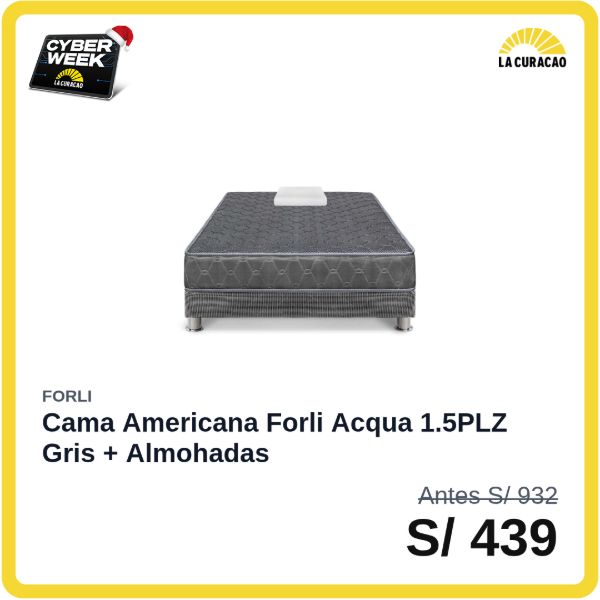 CYBER
WEEK
LA CURACAO
LA CURACAO
FORLI
Cama Americana Forli Acqua 1.5PLZ
Gris + Almohadas
Antes S/ 932
S/ 439